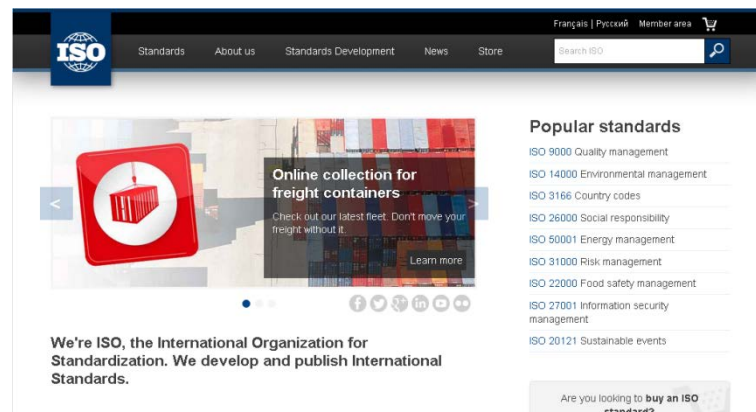 Français | Русский Member area
ISO
Standards About us Standards Development News Store
Search ISO
Online collection for
freight containers
Check out our latest fleet. Don't move your
freight without it.
Learn more
< >
We're ISO, the International Organization for
Standardization. We develop and publish International
Standards.
Popular standards
ISO 9000 Quality management
ISO 14000 Environmental management
ISO 3166 Country codes
ISO 26000 Social responsibility
ISO 50001 Energy management
ISO 31000 Risk management
ISO 22000 Food safety management
ISO 27001 Information security
management
ISO 20121 Sustainable events
Are you looking to buy an ISO
standard?